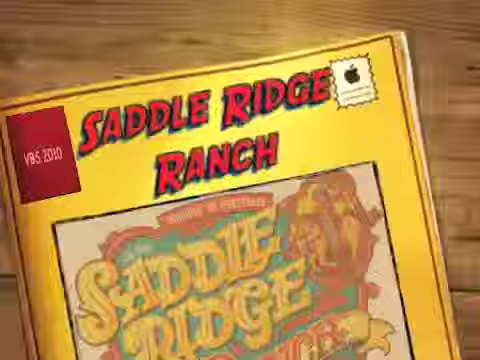 SADDLE RIDGE
RANCH
VBS 2010
SADDLE
RIDGE